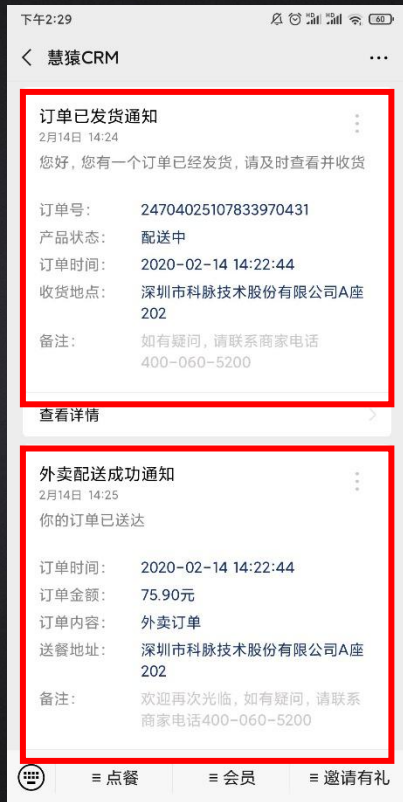 下午2:29
HD HD 60
慧猿CRM
订单已发货通知
2月14日 14:24
您好，您有一个订单已经发货，请及时查看并收货
订单号： 24704025107833970431
产品状态： 配送中
订单时间： 2020-02-14 14:22:44
收货地点： 深圳市科脉技术股份有限公司A座
202
备注： 如有疑问，请联系商家电话
400-060-5200
查看详情
外卖配送成功通知
2月14日 14:25
你的订单已送达
订单时间： 2020-02-14 14:22:44
订单金额： 75.90元
订单内容： 外卖订单
送餐地址： 深圳市科脉技术股份有限公司A座
202
备注： 欢迎再次光临，如有疑问，请联系
商家电话400-060-5200
点餐 会员 邀请有礼